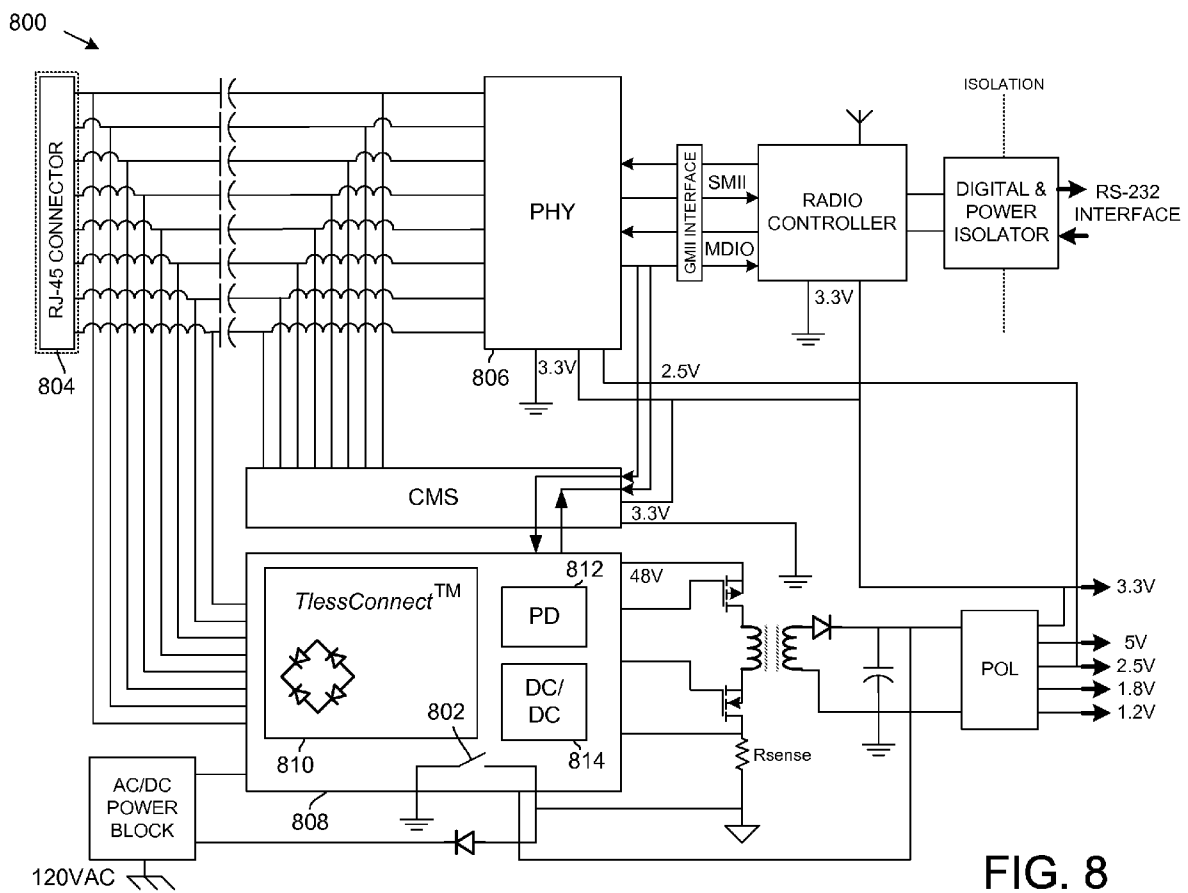 800
RJ-45 CONNECTOR
804
PHY
806
GMII INTERFACE
SMII
MDIO
RADIO
CONTROLLER
ISOLATION
DIGITAL &
POWER
ISOLATOR
RS-232
INTERFACE
3.3V
3.3V
2.5V
CMS
3.3V
TlessConnect™
810
812
PD
DC/
DC
814
802
808
48V
Rsense
POL
3.3V
5V
2.5V
1.8V
1.2V
AC/DC
POWER
BLOCK
120VAC
FIG. 8